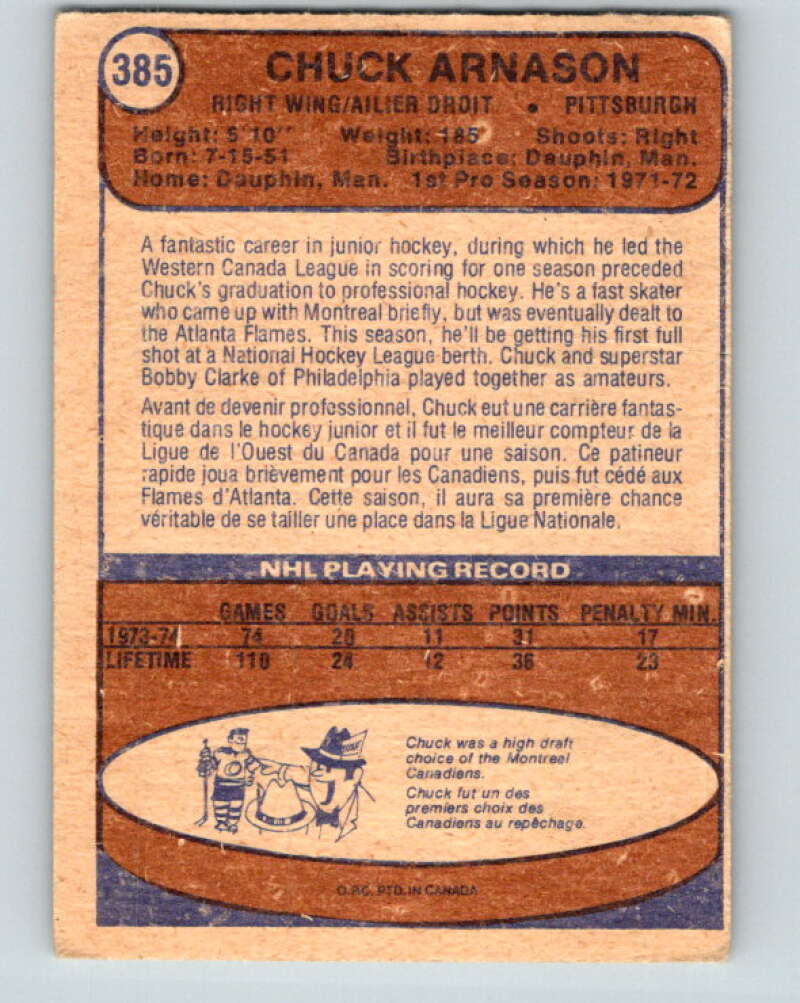 385
CHUCK ARNASON
RIGHT WING/AILIER DROIT • PITTSBURGH
Height: 5'10" Weight: 185 Shoots: Right
Born: 7-15-51 Birthplace: Dauphin, Man.
Home: Dauphin, Man. 1st Pro Season: 1971-72
A fantastic career in junior hockey, during which he led the
Western Canada League in scoring for one season preceded
Chuck's graduation to professional hockey. He's a fast skater
who came up with Montreal briefly, but was eventually dealt to
the Atlanta Flames. This season, he'll be getting his first full
shot at a National Hockey League berth. Chuck and superstar
Bobby Clarke of Philadelphia played together as amateurs.
Avant de devenir professionnel, Chuck eut une carrière fantas-
tique dans le hockey junior et il fut le meilleur compteur de la
Ligue de l'Ouest du Canada pour une saison. Ce patineur
rapide joua brièvement pour les Canadiens, puis fut cédé aux
Flames d'Atlanta. Cette saison, il aura sa première chance
véritable de se tailler une place dans la Ligue Nationale.
NHL PLAYING RECORD
GAMES GOALS ASSISTS POINTS PENALTY MIN.
1973-74 74 20 11 31 17
LIFETIME 110 24 12 36 23
Chuck was a high draft
choice of the Montreal
Canadiens.
Chuck fut un des
premiers choix des
Canadiens au repêchage.
O.P.C. PTD. IN CANADA